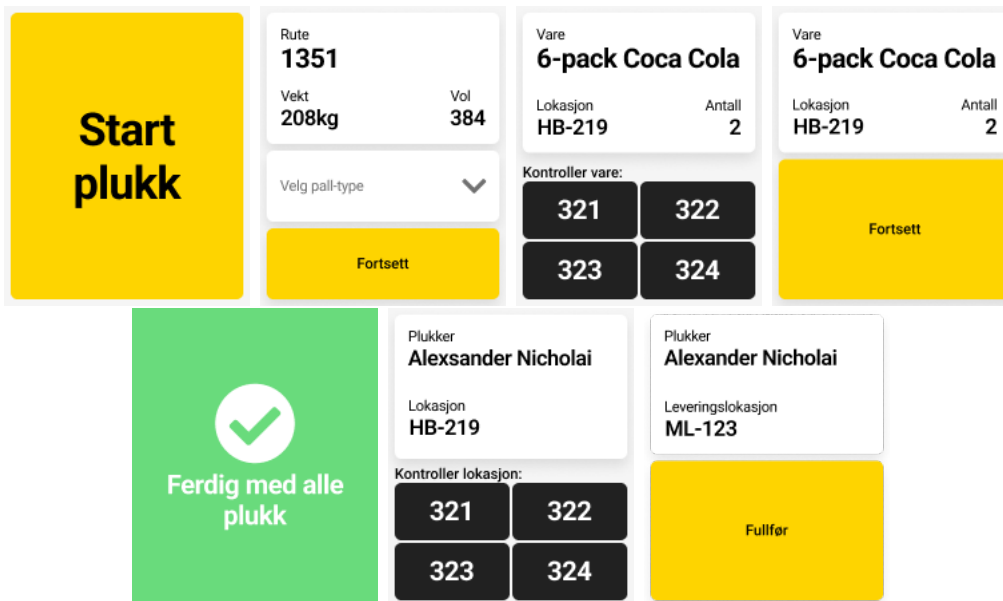 Start
plukk
Rute
1351
Vekt
Vol
208kg
384
Velg pall-type
Fortsett
Vare
6-pack Coca Cola
Lokasjon
Antall
HB-219
2
Kontroller vare:
321
322
323
324
Vare
6-pack Coca Cola
Lokasjon
Antall
HB-219
2
Fortsett
Ferdig med alle
plukk
Plukker
Alexsander Nicholai
Lokasjon
HB-219
Kontroller lokasjon:
321
322
323
324
Plukker
Alexander Nicholai
Leveringslokasjon
ML-123
Fullfør